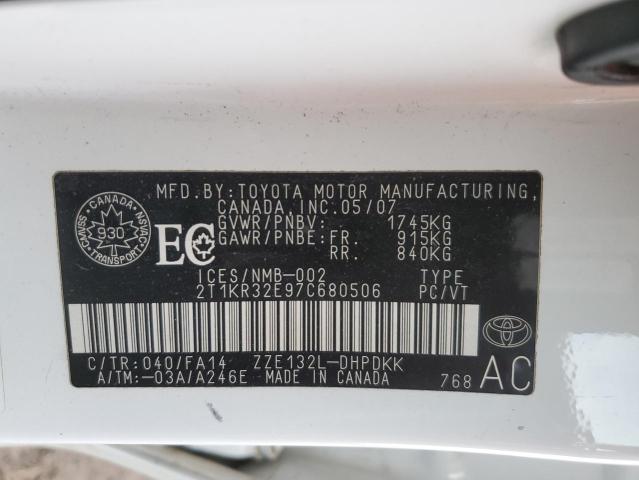 MFD.BY:TOYOTA MOTOR MANUFACTURING,
CANADA, INC. 05/07
GVWR/PNBV: 1745KG
GAWR/PNBE: FR. 915KG
RR. 840KG
CANADA
930
TRANSPORT
CMVSS
NSVAC
EC
ICES/NMB-002 TYPE
2T1KR32E97C680506 PC/VT
C/TR: 040/FA14 ZZE132L-DHPDKK
A/TM:-03A/A246E MADE IN CANADA
768 AC